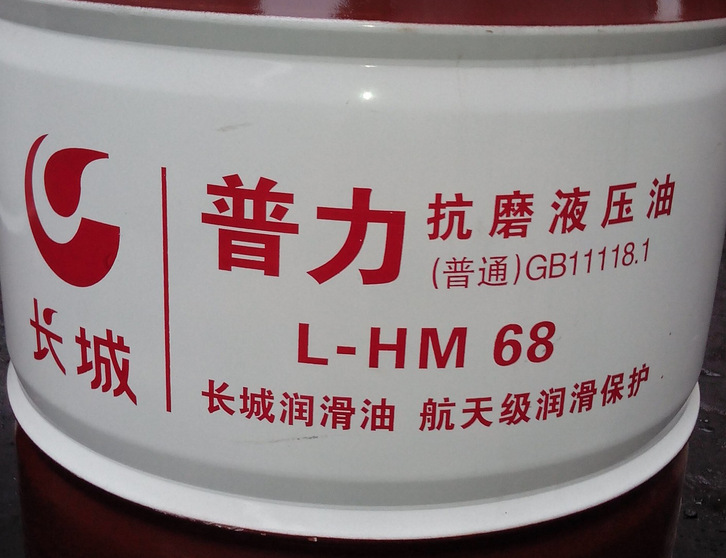 长城
普力
抗磨液压油
(普通)GB11118.1
L-HM 68
长城润滑油 航天级润滑保护